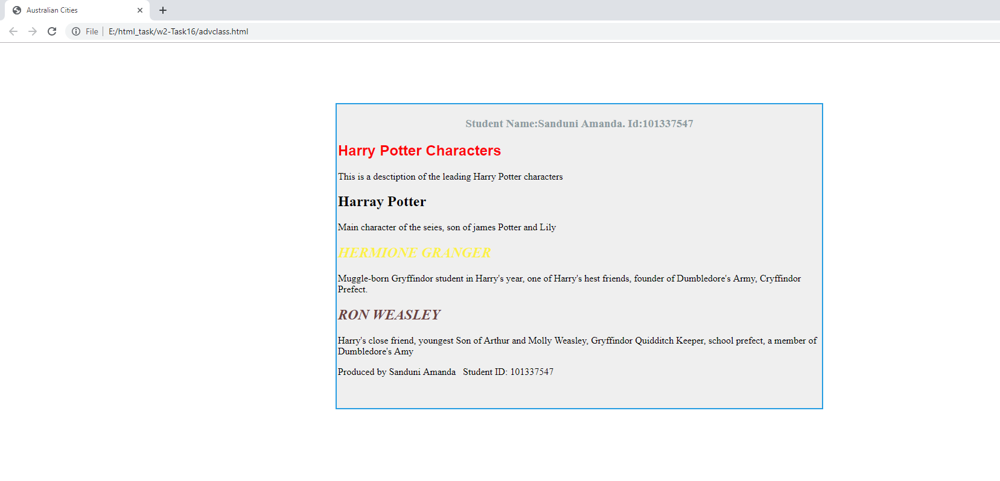 Australian Cities
File E:/html_task/w2-Task16/advclass.html
Student Name:Sanduni Amanda. Id:101337547
Harry Potter Characters
This is a desctiption of the leading Harry Potter characters
Harray Potter
Main character of the seies, son of james Potter and Lily
HERMIONE GRANGER
Muggle-born Gryffindor student in Harry's year, one of Harry's hest friends, founder of Dumbledore's Army, Cryffindor
Prefect.
RON WEASLEY
Harry's close friend, youngest Son of Arthur and Molly Weasley, Gryffindor Quidditch Keeper, school prefect, a member of
Dumbledore's Amy
Produced by Sanduni Amanda   Student ID: 101337547